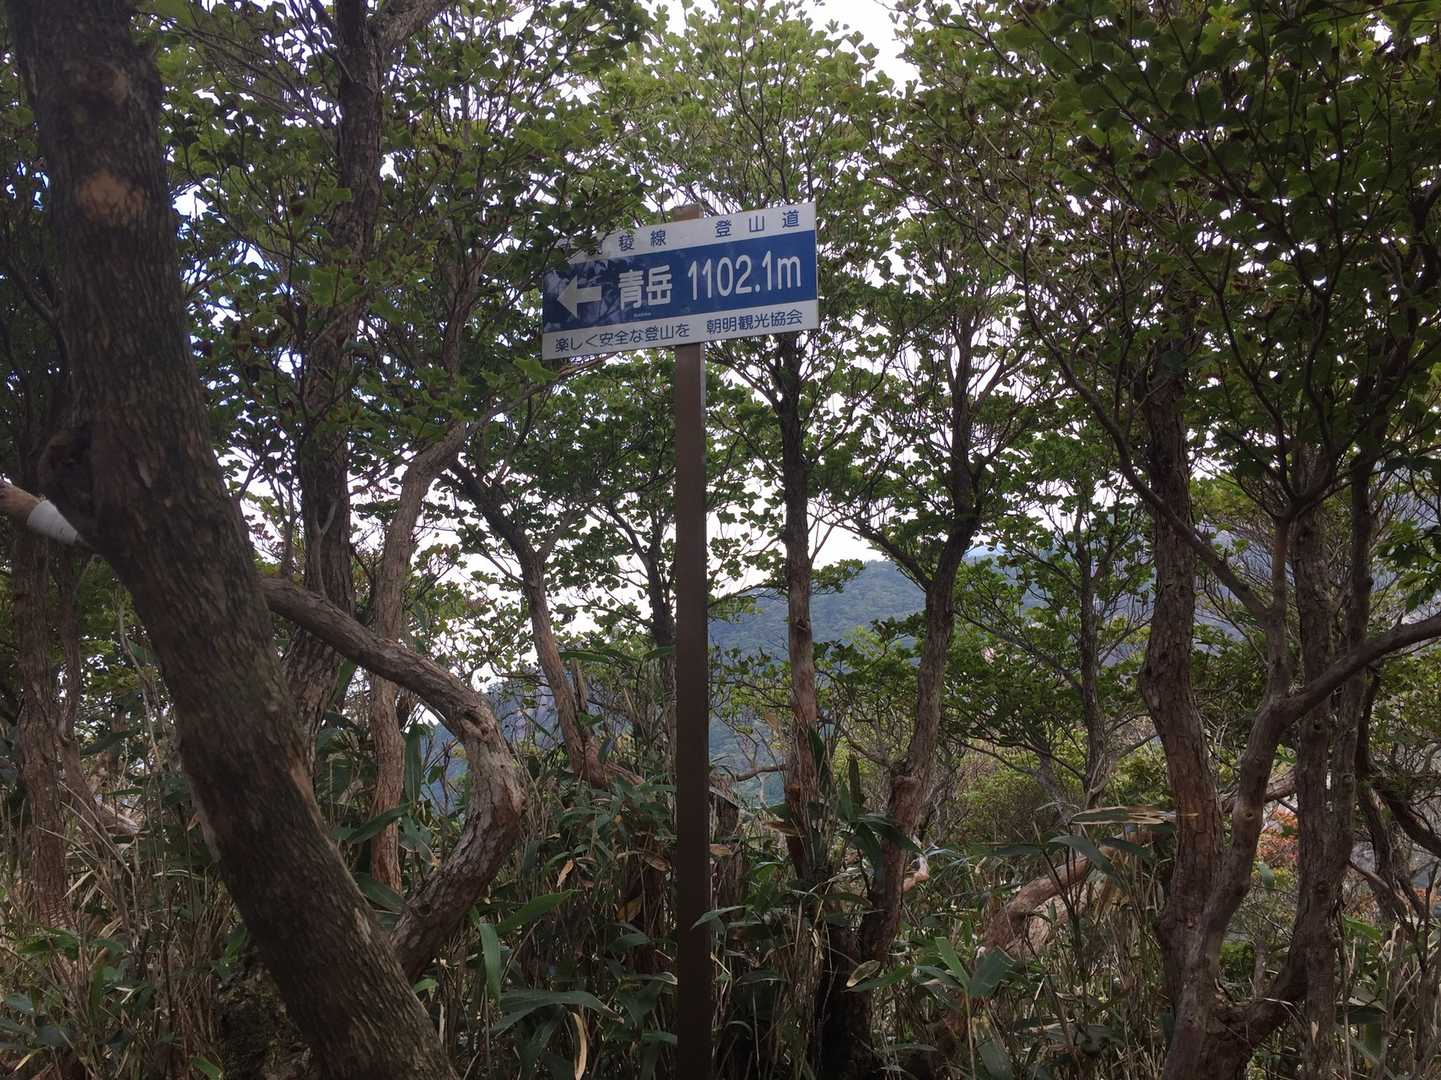 稜線 登山道
← 青岳 1102.1m
楽しく安全な登山を 朝明観光協会